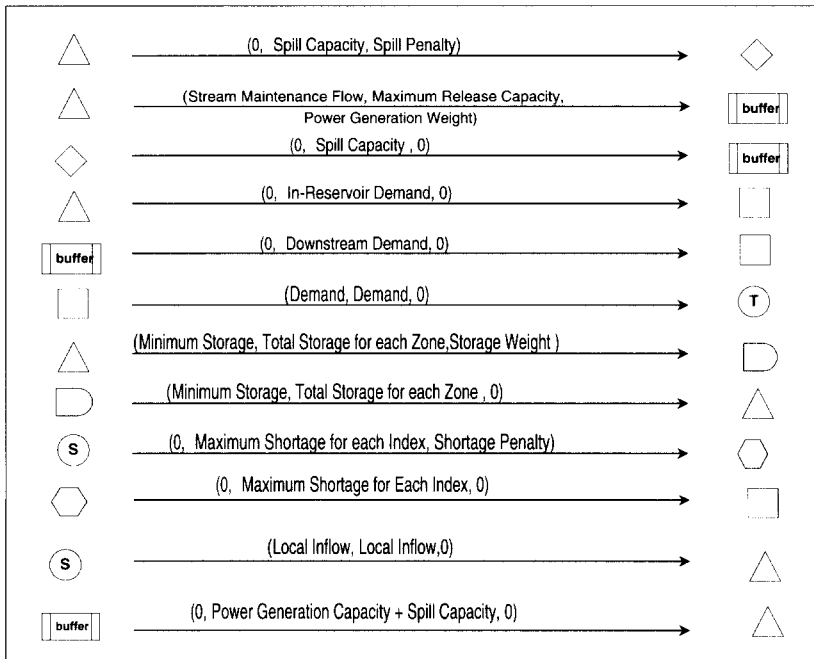 (0, Spill Capacity, Spill Penalty)
(Stream Maintenance Flow, Maximum Release Capacity,
Power Generation Weight)
buffer
(0, Spill Capacity , 0)
buffer
(0, In-Reservoir Demand, 0)
buffer
(0, Downstream Demand, 0)
(Demand, Demand, 0)
T
(Minimum Storage, Total Storage for each Zone,Storage Weight )
(Minimum Storage, Total Storage for each Zone , 0)
S
(0, Maximum Shortage for each Index, Shortage Penalty)
(0, Maximum Shortage for Each Index, 0)
S
(Local Inflow, Local Inflow,0)
buffer
(0, Power Generation Capacity + Spill Capacity, 0)